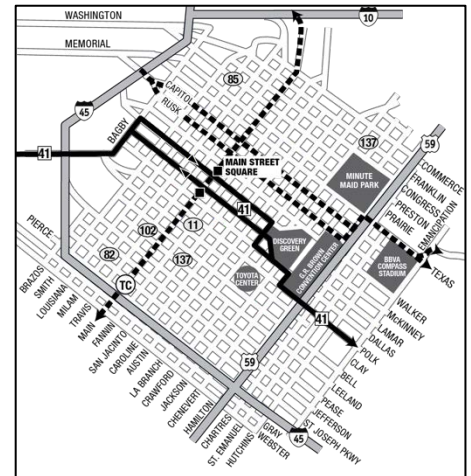 WASHINGTON
10
MEMORIAL
85
CAPITOL
45
RUSK
BAGBY
137
59
COMMERCE
FRANKLIN
CONGRESS
PRESTON
PRAIRIE
EMANCIPATION
TEXAS
41
MAIN STREET
SQUARE
MINUTE
MAID PARK
41
11
102
82
137
TC
DISCOVERY
GREEN
G.R. BROWN
CONVENTION CENTER
TOYOTA
CENTER
BBVA
COMPASS
STADIUM
PIERCE
BRAZOS
SMITH
LOUISIANA
MILAM
TRAVIS
MAIN
FANNIN
SAN JACINTO
CAROLINE
AUSTIN
LA BRANCH
CRAWFORD
JACKSON
CHENEVERT
HAMILTON
CHARTRES
ST. EMANUEL
HUTCHINS
59
41
WALKER
McKINNEY
LAMAR
DALLAS
POLK
CLAY
BELL
LEELAND
PEASE
JEFFERSON
ST JOSEPH PKWY
GRAY
WEBSTER
45